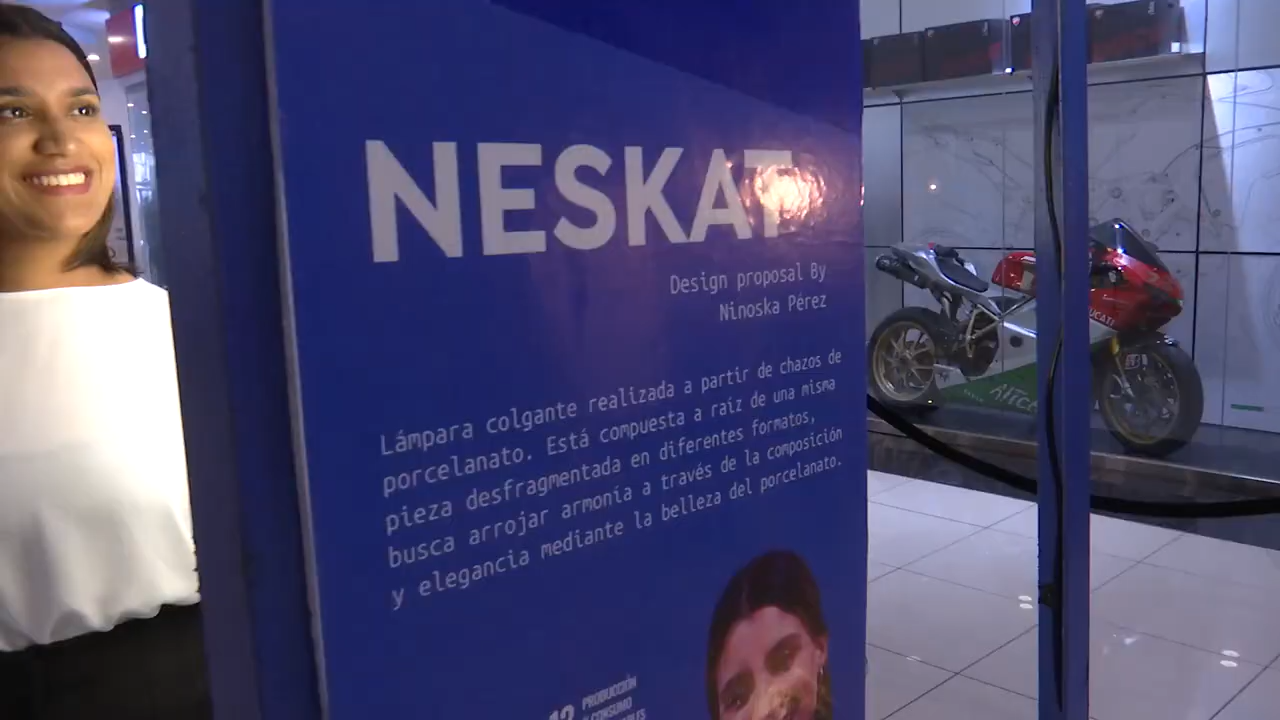 NESKAT
Design proposal By
Ninoska Pérez
Lámpara colgante realizada a partir de chazos de
porcelanato. Está compuesta a raíz de una misma
pieza desfragmentada en diferentes formatos,
busca arrojar armonía a través de la composición
y elegancia mediante la belleza del porcelanato.
12
PRODUCCIÓN
Y CONSUMO
DUCATI